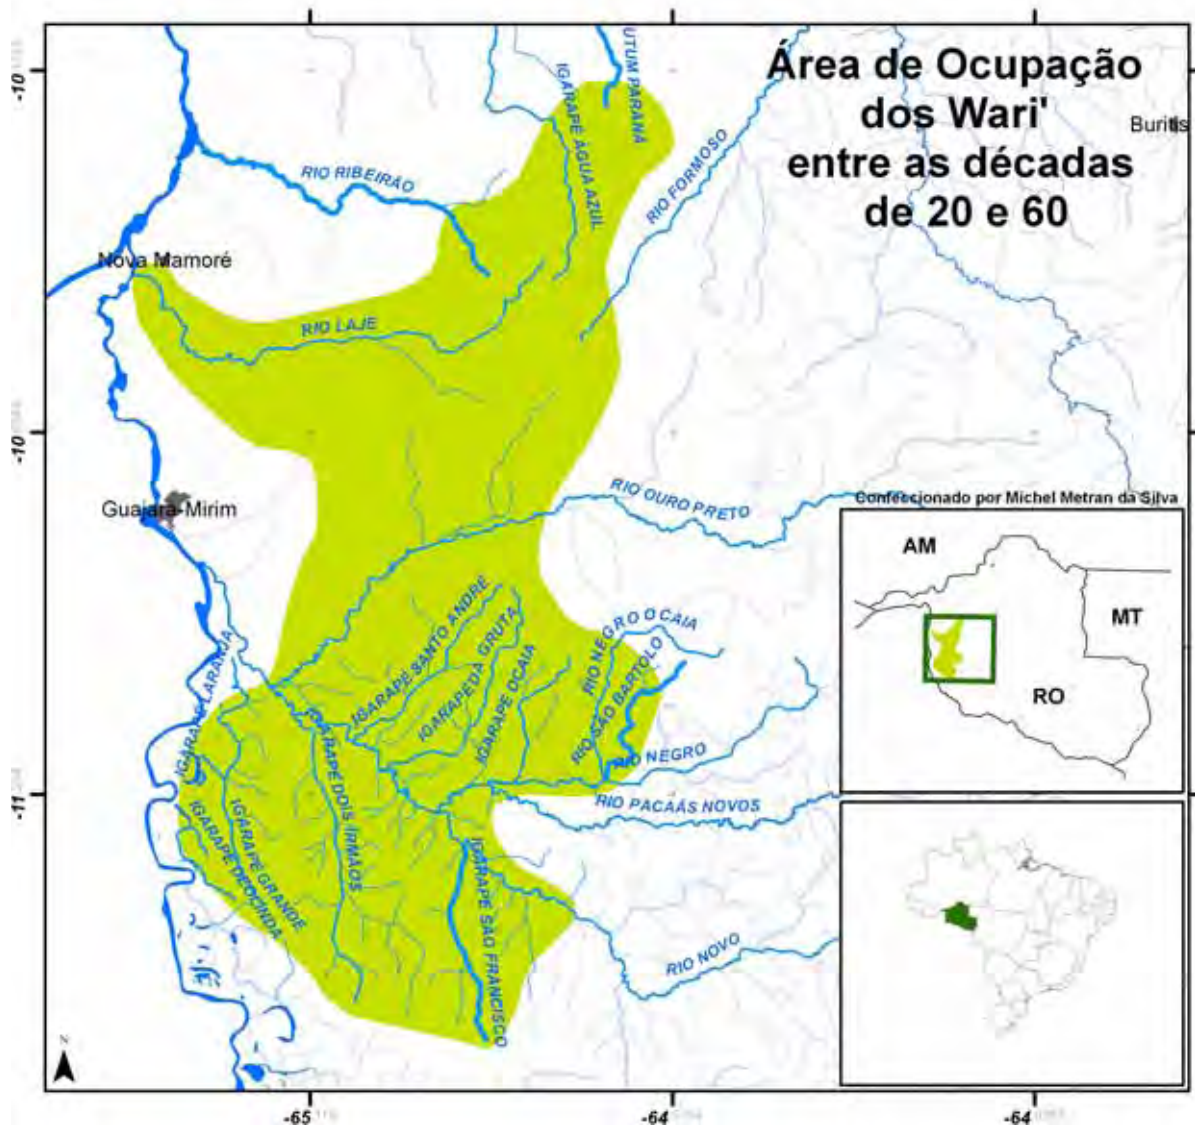 Área de Ocupação
dos Wari'
entre as décadas
de 20 e 60
Buritis
UTUM PARANÁ
IGARAPÉ ÁGUA AZUL
RIO FORMOSO
RIO RIBEIRÃO
Nova Mamoré
RIO LAJE
Guajará-Mirim
RIO OURO PRETO
Confeccionado por Michel Metran da Silva
AM
MT
RO
IGARAPÉ SANTO ANDRÉ
IGARAPÉ DA GRUTA
IGARAPÉ OCAIA
RIO NEGRO OCAIA
RIO SÃO BARTOLO
RIO NEGRO
RIO PACAÁS NOVOS
IGARAPÉ LARANJA
IGARAPÉ DOIS IRMÃOS
IGARAPÉ GRANDE
IGARAPÉ DEOCINDA
IGARAPÉ SÃO FRANCISCO
RIO NOVO
-10
-10
-11
-65
-64
-64